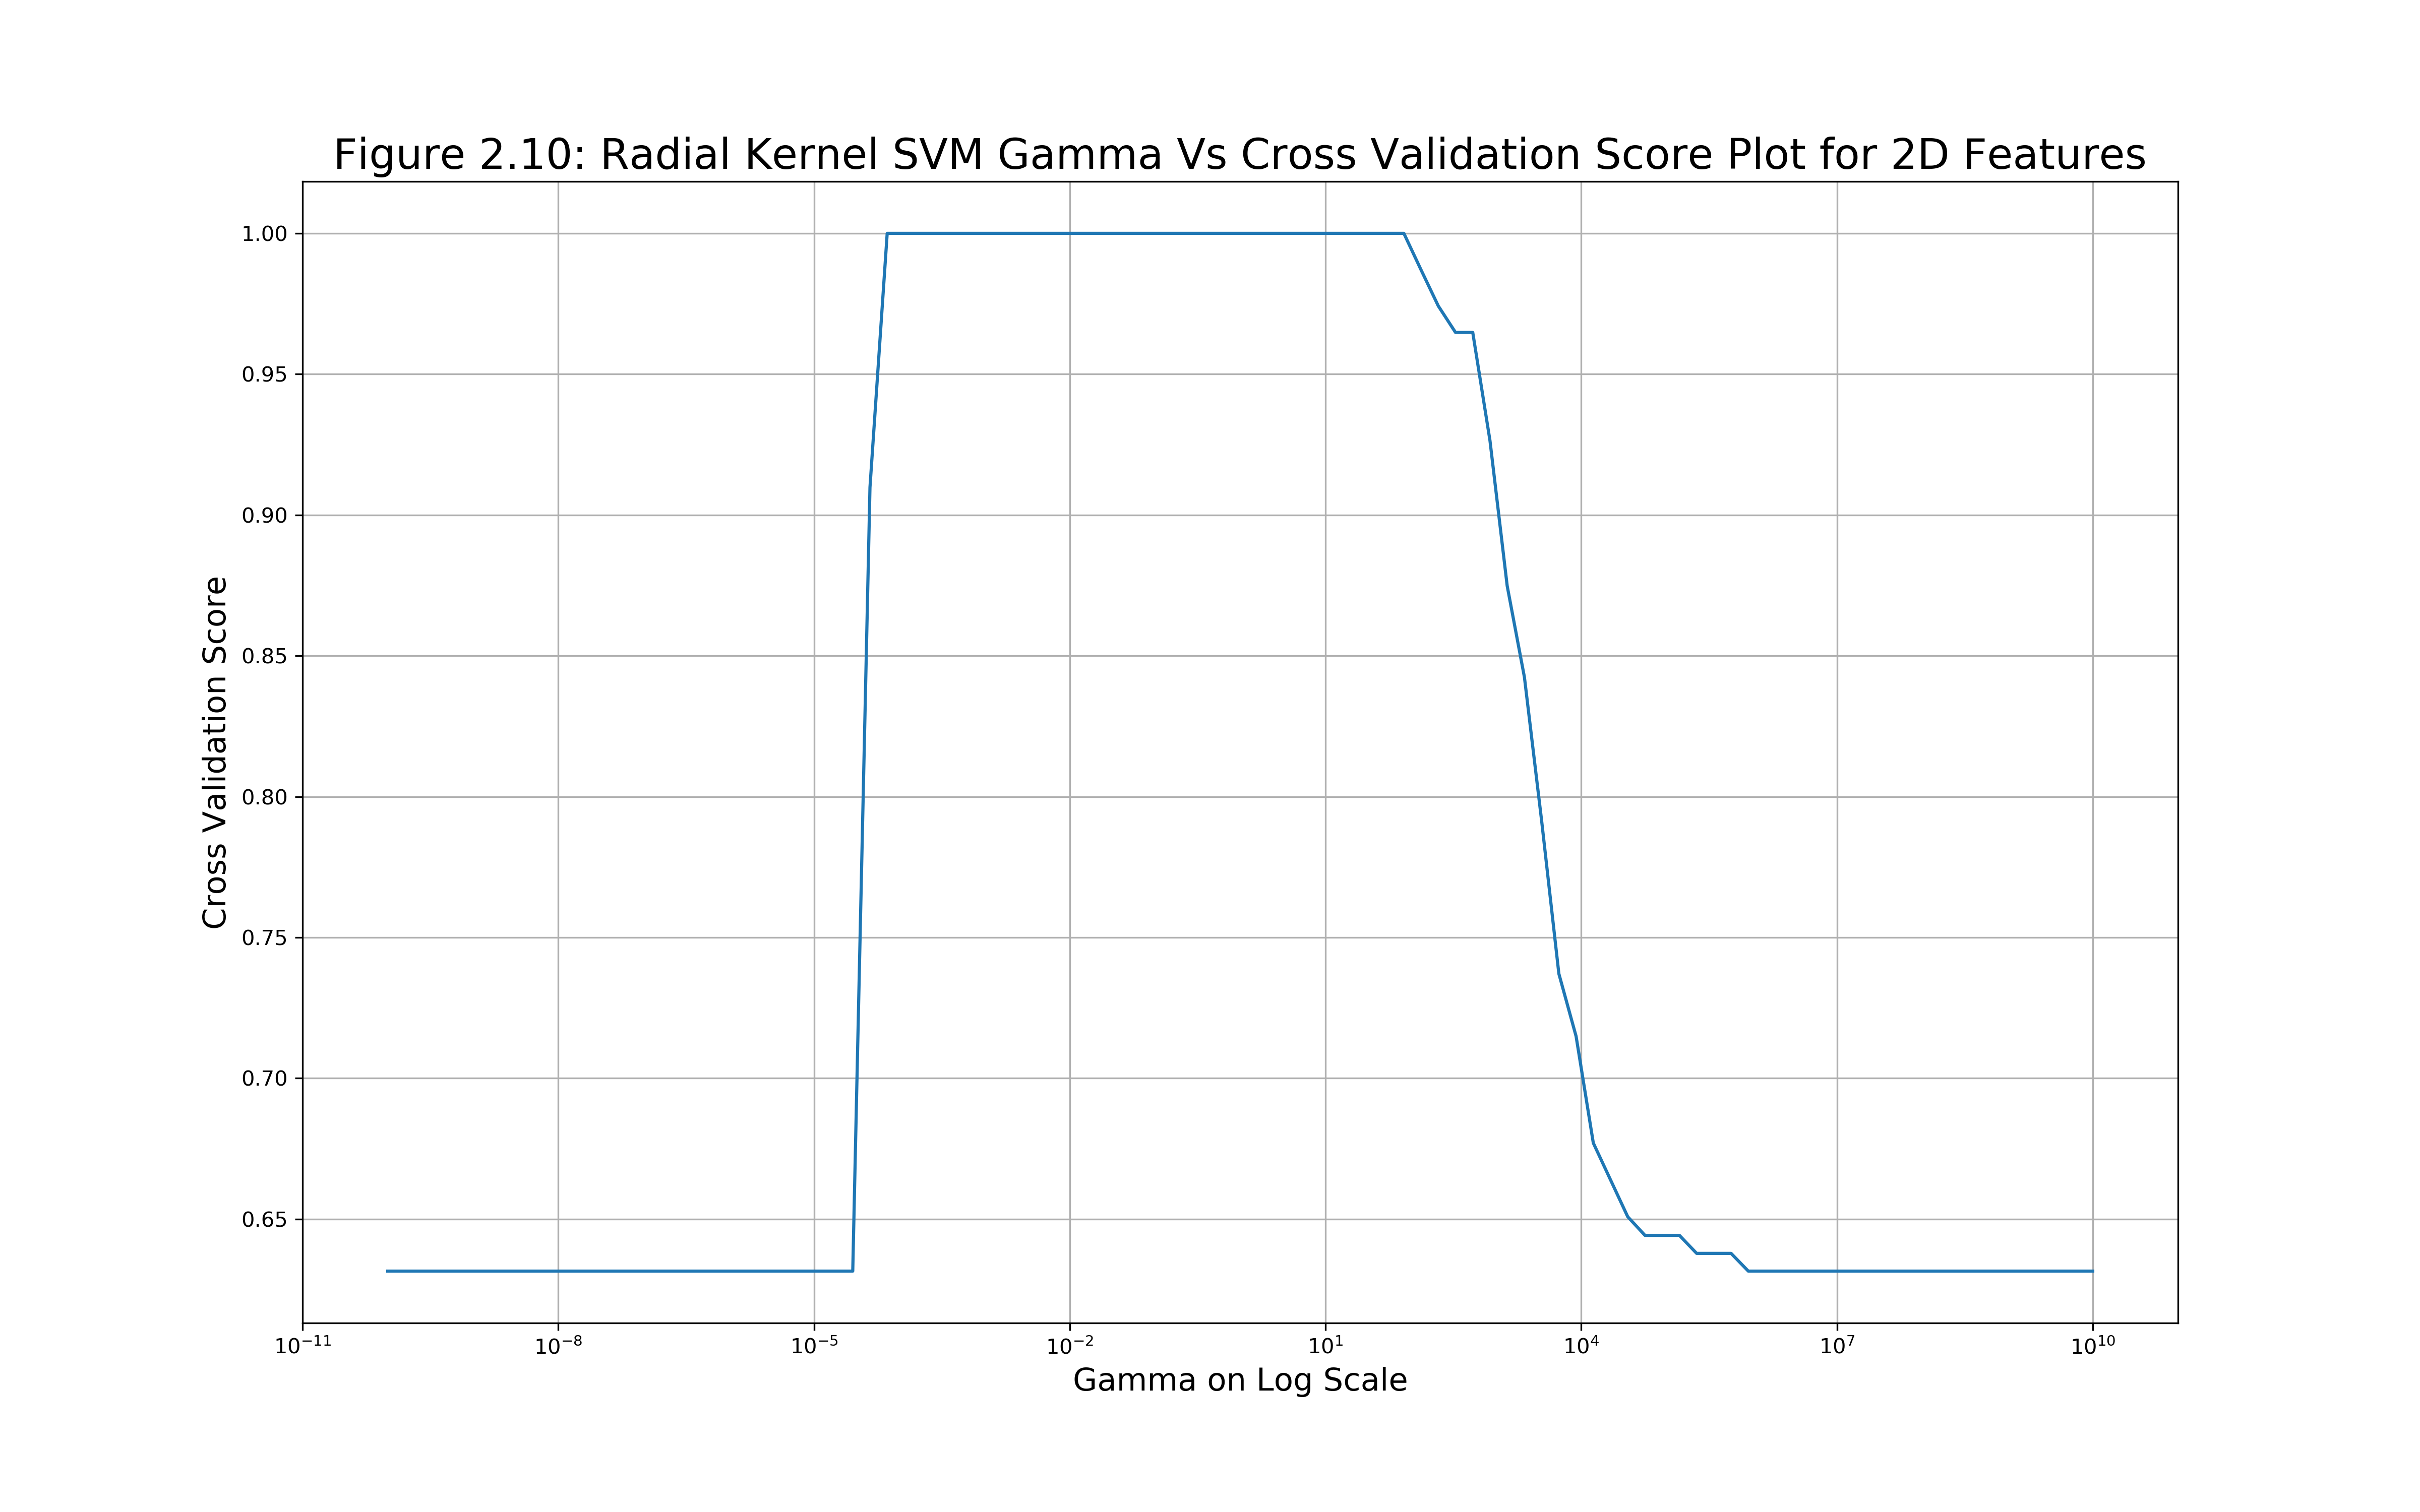 Figure 2.10: Radial Kernel SVM Gamma Vs Cross Validation Score Plot for 2D Features
Cross Validation Score
1.00
0.95
0.90
0.85
0.80
0.75
0.70
0.65
10⁻¹¹ 10⁻⁸ 10⁻⁵ 10⁻² 10¹ 10⁴ 10⁷ 10¹⁰
Gamma on Log Scale